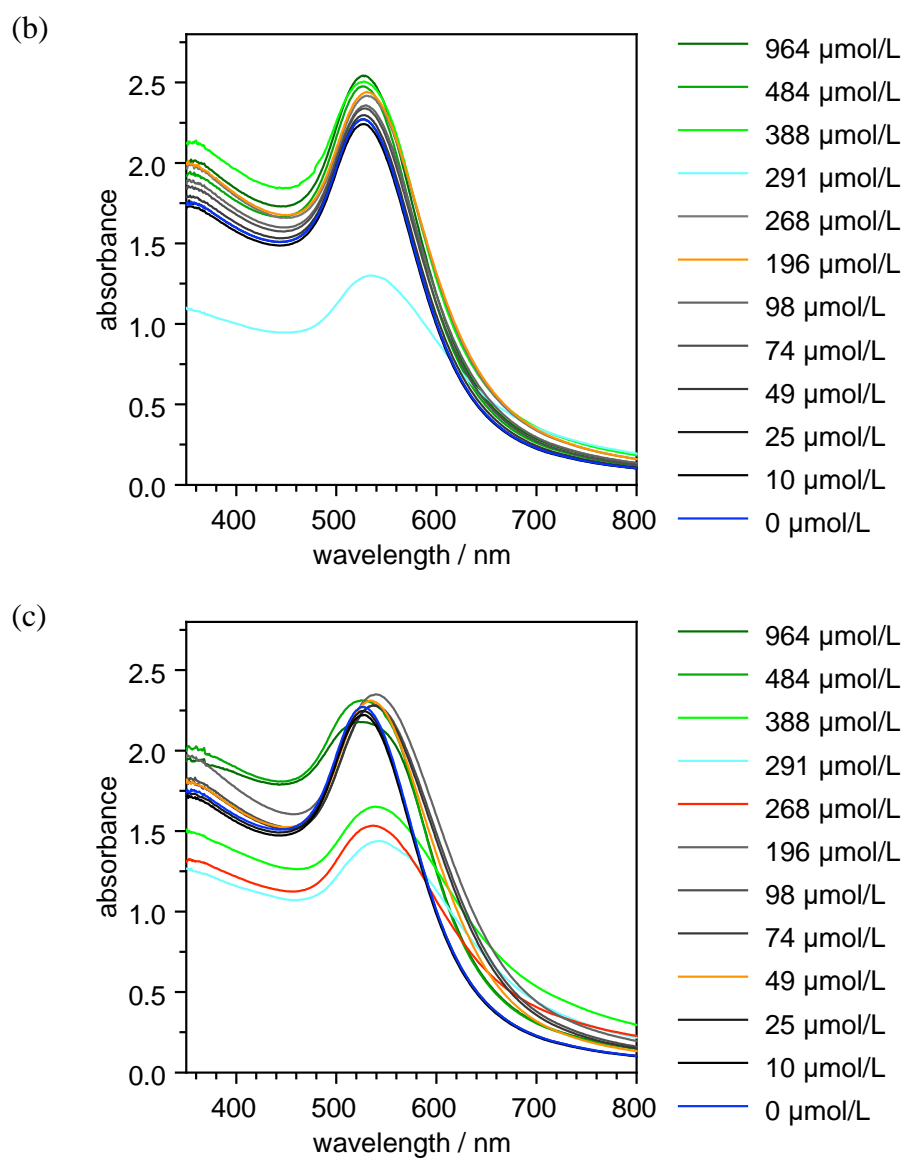 (b)
absorbance
2.5
2.0
1.5
1.0
0.5
0.0
400 500 600 700 800
wavelength / nm
964 µmol/L
484 µmol/L
388 µmol/L
291 µmol/L
268 µmol/L
196 µmol/L
98 µmol/L
74 µmol/L
49 µmol/L
25 µmol/L
10 µmol/L
0 µmol/L
(c)
absorbance
2.5
2.0
1.5
1.0
0.5
0.0
400 500 600 700 800
wavelength / nm
964 µmol/L
484 µmol/L
388 µmol/L
291 µmol/L
268 µmol/L
196 µmol/L
98 µmol/L
74 µmol/L
49 µmol/L
25 µmol/L
10 µmol/L
0 µmol/L